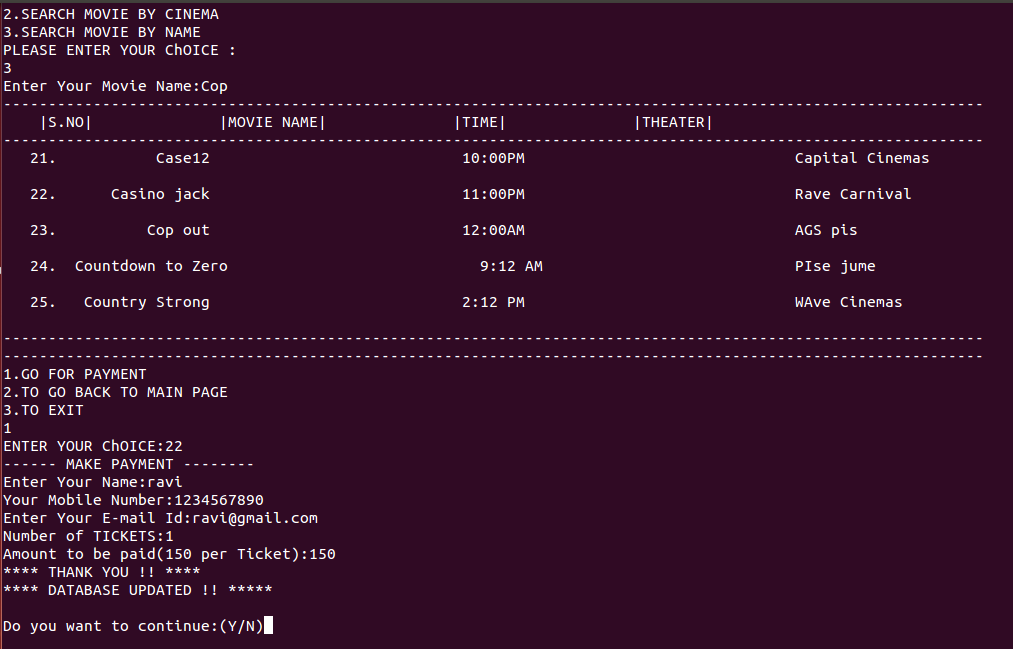 2.SEARCH MOVIE BY CINEMA
3.SEARCH MOVIE BY NAME
PLEASE ENTER YOUR ChOICE :
3
Enter Your Movie Name:Cop
-------------------------------------------------------------------------------------------------------------
|S.NO| |MOVIE NAME| |TIME| |THEATER|
-------------------------------------------------------------------------------------------------------------
21. Case12 10:00PM Capital Cinemas
22. Casino jack 11:00PM Rave Carnival
23. Cop out 12:00AM AGS pis
24. Countdown to Zero 9:12 AM PIse jume
25. Country Strong 2:12 PM WAve Cinemas
-------------------------------------------------------------------------------------------------------------
-------------------------------------------------------------------------------------------------------------
1.GO FOR PAYMENT
2.TO GO BACK TO MAIN PAGE
3.TO EXIT
1
ENTER YOUR ChOICE:22
------ MAKE PAYMENT --------
Enter Your Name:ravi
Your Mobile Number:1234567890
Enter Your E-mail Id:ravi@gmail.com
Number of TICKETS:1
Amount to be paid(150 per Ticket):150
**** THANK YOU !! ****
**** DATABASE UPDATED !! *****
Do you want to continue:(Y/N)